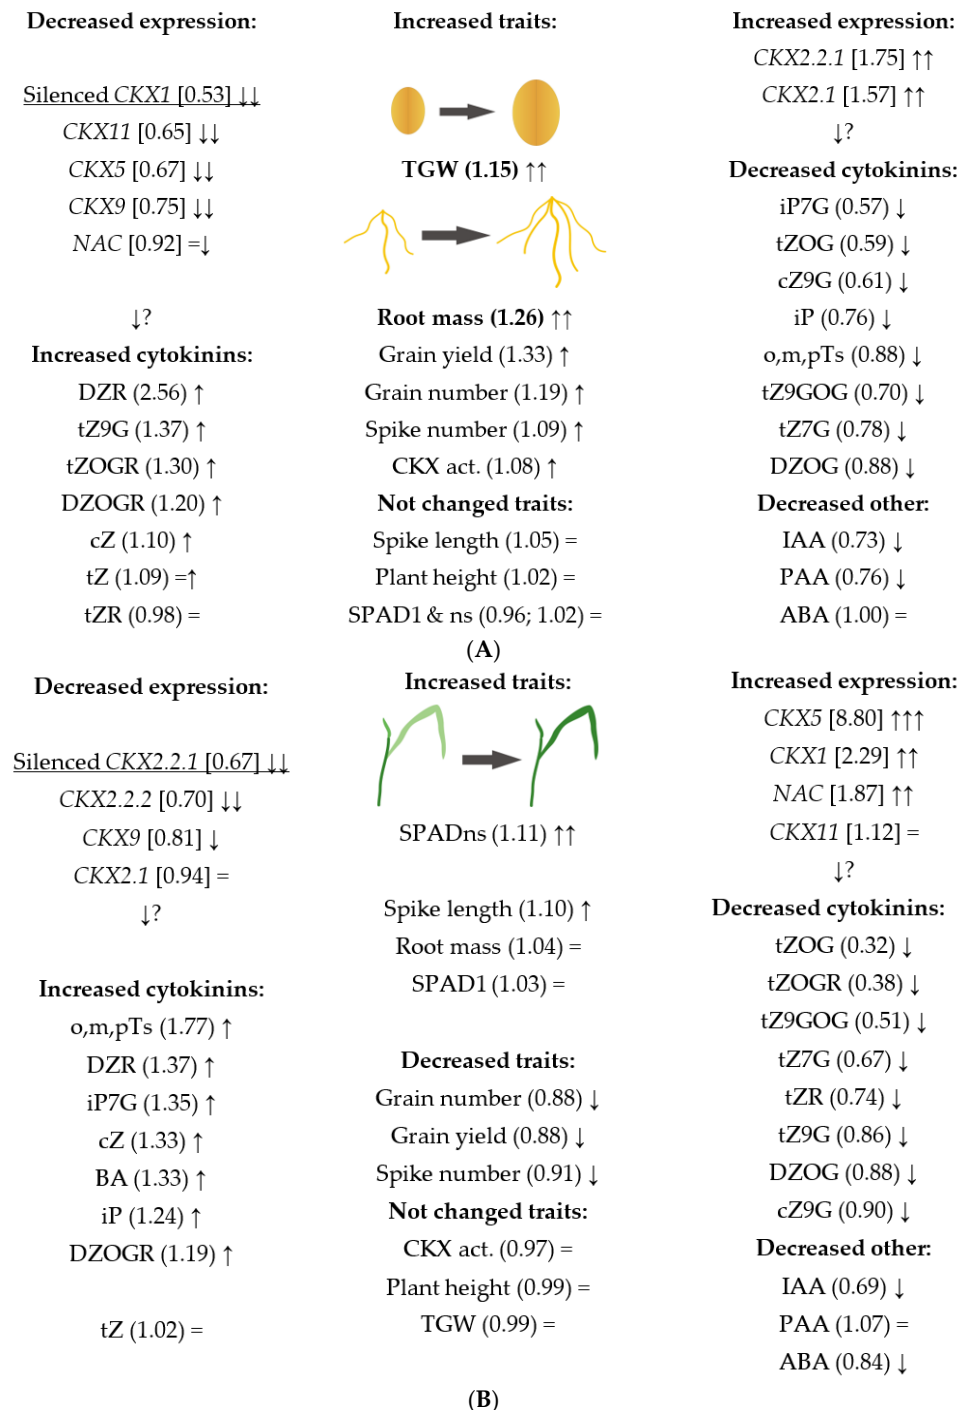 Decreased expression:
Silenced CKX1 [0.53] ↓↓
CKX11 [0.65] ↓↓
CKX5 [0.67] ↓↓
CKX9 [0.75] ↓↓
NAC [0.92] =↓
↓?
Increased cytokinins:
DZR (2.56) ↑
tZ9G (1.37) ↑
tZOGR (1.30) ↑
DZOGR (1.20) ↑
cZ (1.10) ↑
tZ (1.09) =↑
tZR (0.98) =
Increased traits:
TGW (1.15) ↑↑
Root mass (1.26) ↑↑
Grain yield (1.33) ↑
Grain number (1.19) ↑
Spike number (1.09) ↑
CKX act. (1.08) ↑
Not changed traits:
Spike length (1.05) =
Plant height (1.02) =
SPAD1 & ns (0.96; 1.02) =
Increased expression:
CKX2.2.1 [1.75] ↑↑
CKX2.1 [1.57] ↑↑
↓?
Decreased cytokinins:
iP7G (0.57) ↓
tZOG (0.59) ↓
cZ9G (0.61) ↓
iP (0.76) ↓
o,m,pTs (0.88) ↓
tZ9GOG (0.70) ↓
tZ7G (0.78) ↓
DZOG (0.88) ↓
Decreased other:
IAA (0.73) ↓
PAA (0.76) ↓
ABA (1.00) =
(A)
Decreased expression:
Silenced CKX2.2.1 [0.67] ↓↓
CKX2.2.2 [0.70] ↓↓
CKX9 [0.81] ↓
CKX2.1 [0.94] =
↓?
Increased cytokinins:
o,m,pTs (1.77) ↑
DZR (1.37) ↑
iP7G (1.35) ↑
cZ (1.33) ↑
BA (1.33) ↑
iP (1.24) ↑
DZOGR (1.19) ↑
tZ (1.02) =
Increased traits:
SPADns (1.11) ↑↑
Spike length (1.10) ↑
Root mass (1.04) =
SPAD1 (1.03) =
Decreased traits:
Grain number (0.88) ↓
Grain yield (0.88) ↓
Spike number (0.91) ↓
Not changed traits:
CKX act. (0.97) =
Plant height (0.99) =
TGW (0.99) =
Increased expression:
CKX5 [8.80] ↑↑↑
CKX1 [2.29] ↑↑
NAC [1.87] ↑↑
CKX11 [1.12] =
↓?
Decreased cytokinins:
tZOG (0.32) ↓
tZOGR (0.38) ↓
tZ9GOG (0.51) ↓
tZ7G (0.67) ↓
tZR (0.74) ↓
tZ9G (0.86) ↓
DZOG (0.88) ↓
cZ9G (0.90) ↓
Decreased other:
IAA (0.69) ↓
PAA (1.07) =
ABA (0.84) ↓
(B)